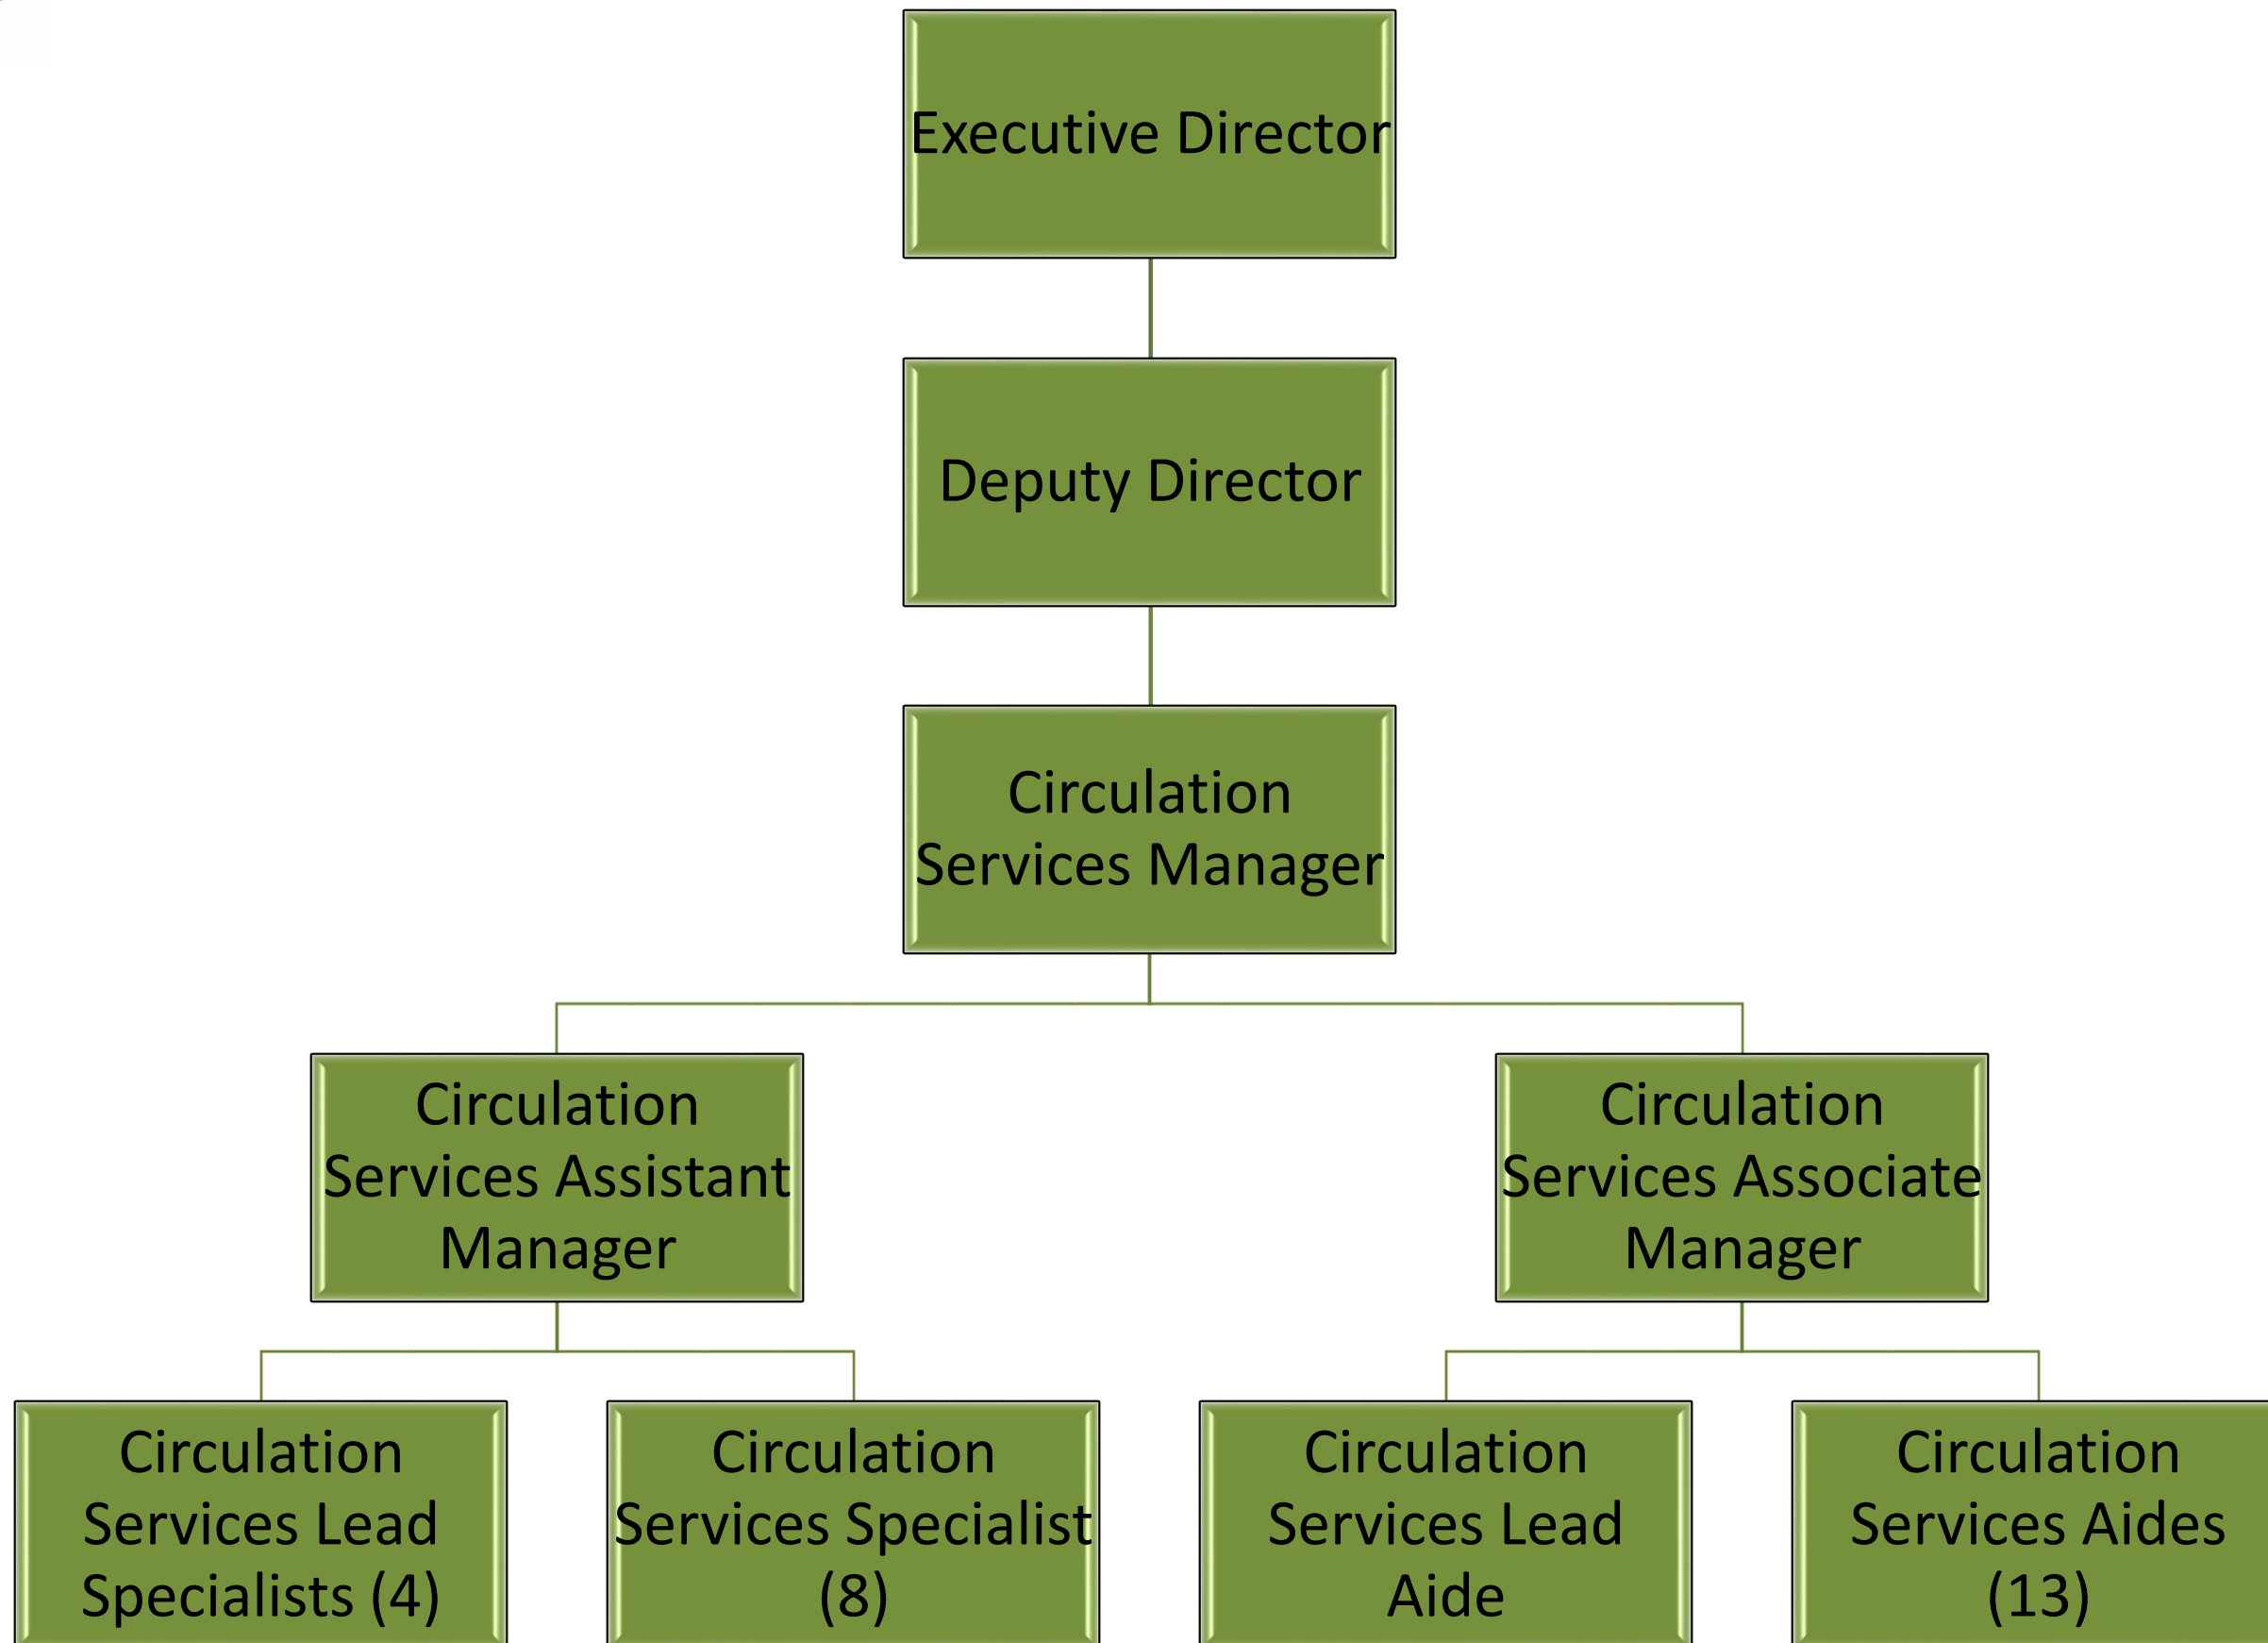 Executive Director
Deputy Director
Circulation
Services Manager
Circulation
Services Assistant
Manager
Circulation
Services Associate
Manager
Circulation
Services Lead
Specialists (4)
Circulation
Services Specialist
(8)
Circulation
Services Lead
Aide
Circulation
Services Aides
(13)